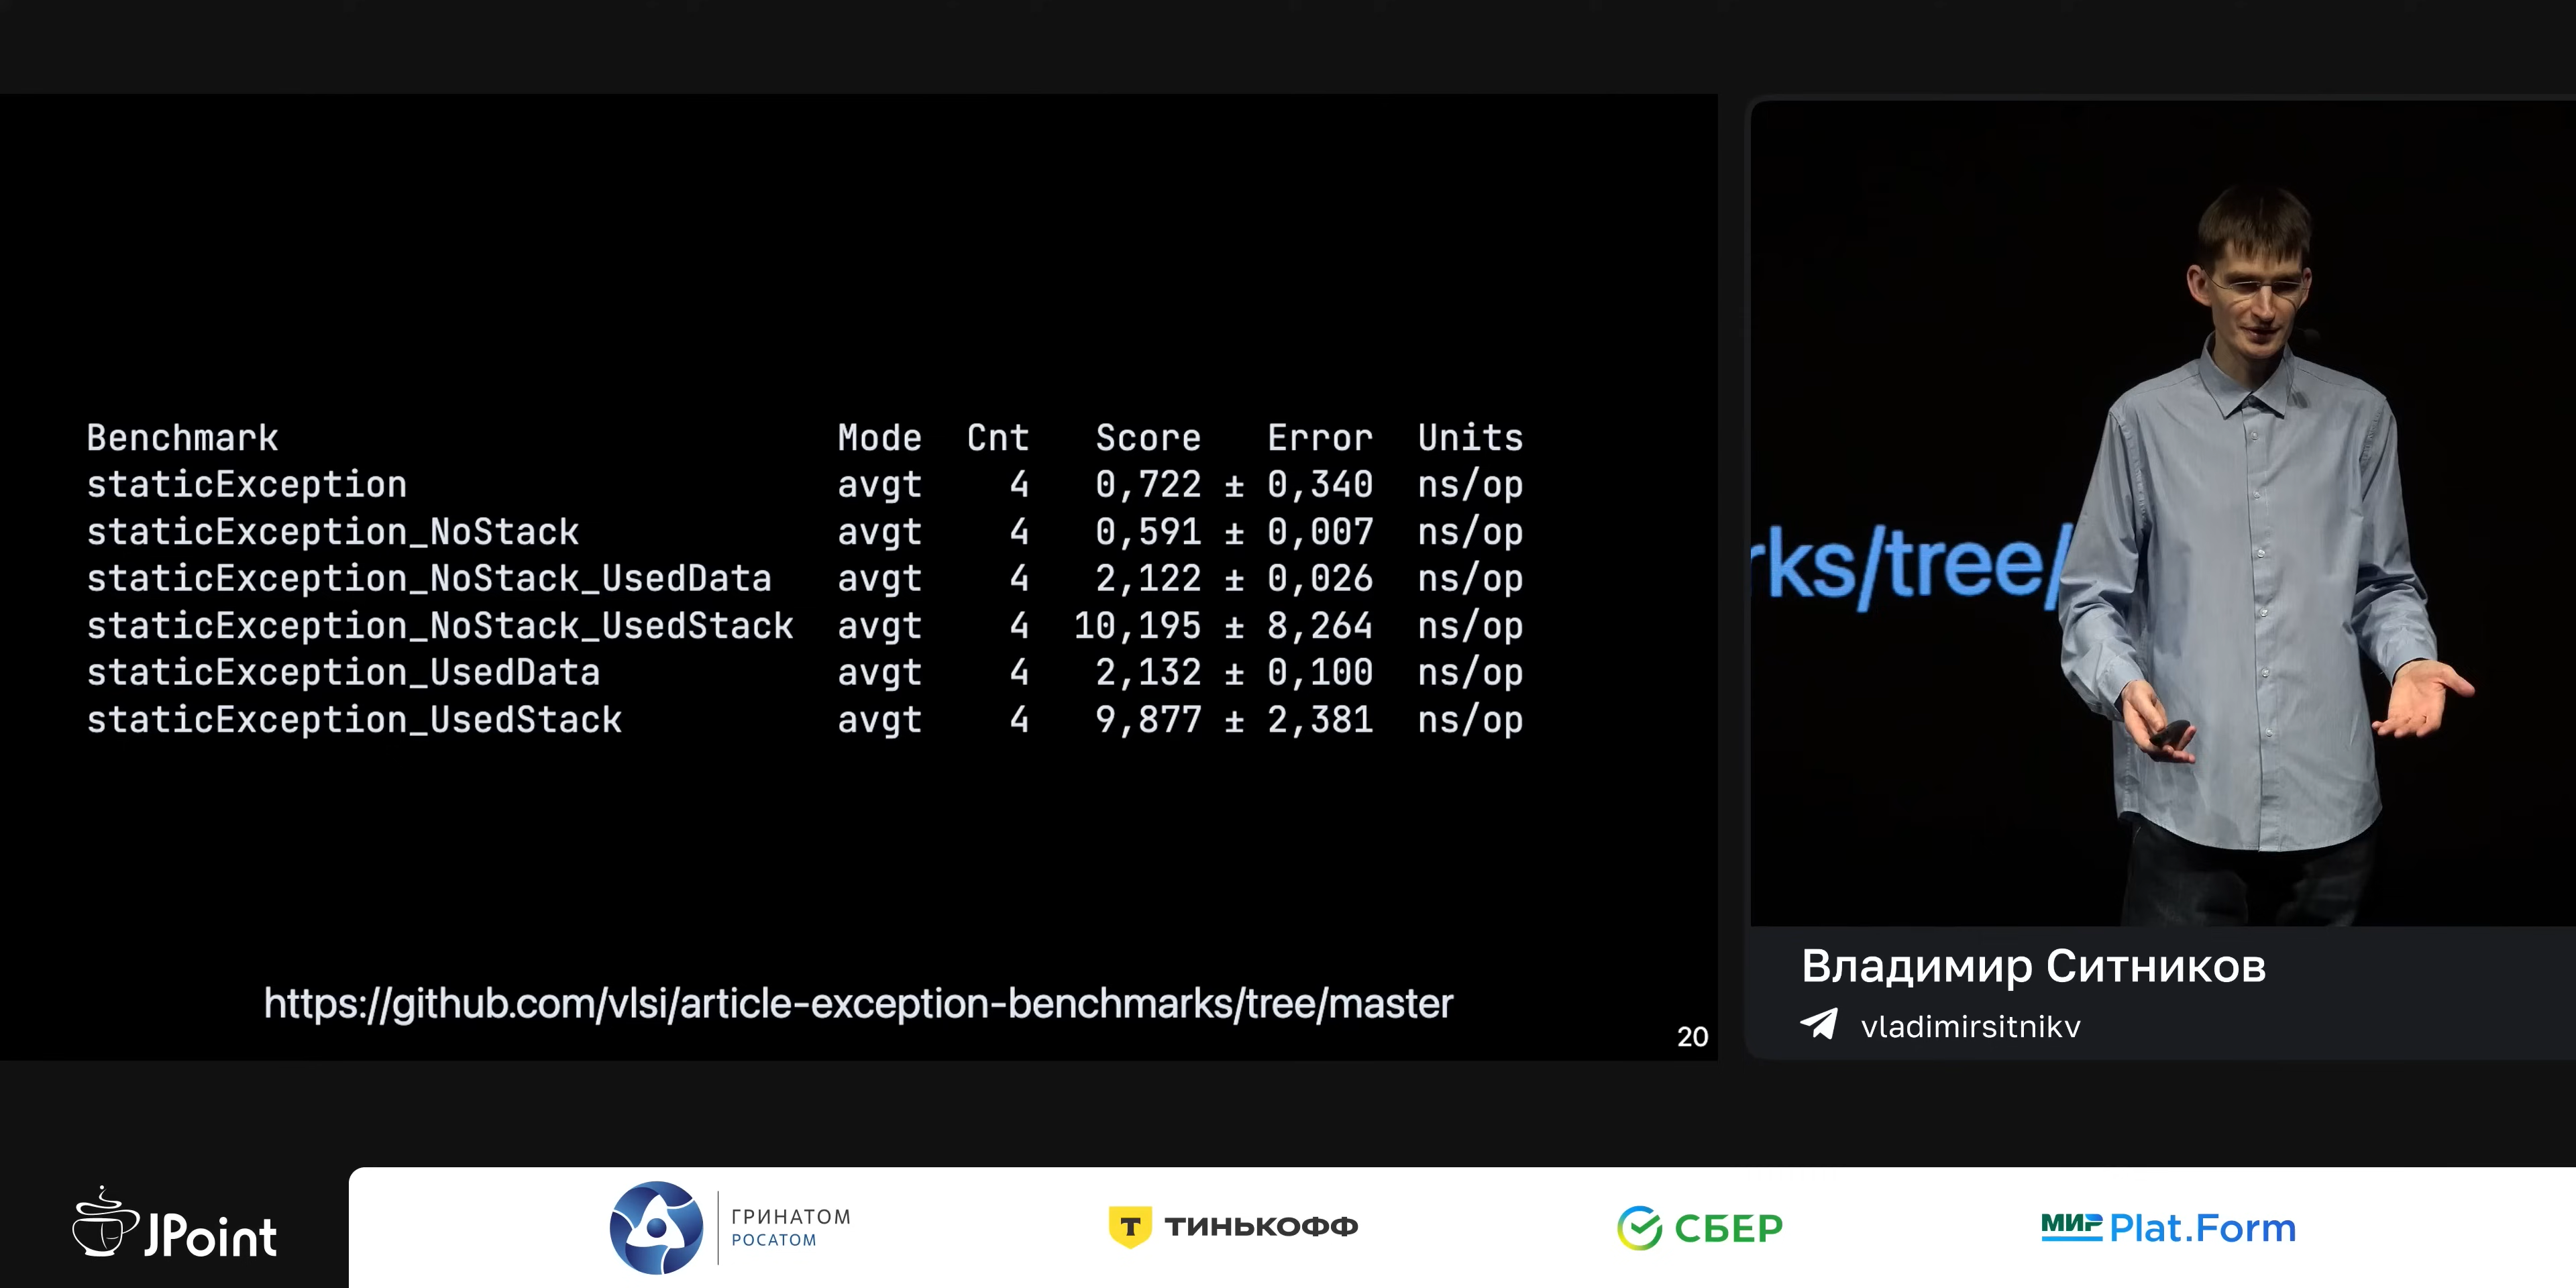 Benchmark Mode Cnt Score Error Units
staticException avgt 4 0,722 ± 0,340 ns/op
staticException_NoStack avgt 4 0,591 ± 0,007 ns/op
staticException_NoStack_UsedData avgt 4 2,122 ± 0,026 ns/op
staticException_NoStack_UsedStack avgt 4 10,195 ± 8,264 ns/op
staticException_UsedData avgt 4 2,132 ± 0,100 ns/op
staticException_UsedStack avgt 4 9,877 ± 2,381 ns/op
https://github.com/vlsi/article-exception-benchmarks/tree/master
20
rks/tree/
Владимир Ситников
vladimirsitnikv
JPoint
ГРИНАТОМ
РОСАТОМ
Т ТИНЬКОФФ
СБЕР
МИР Plat.Form